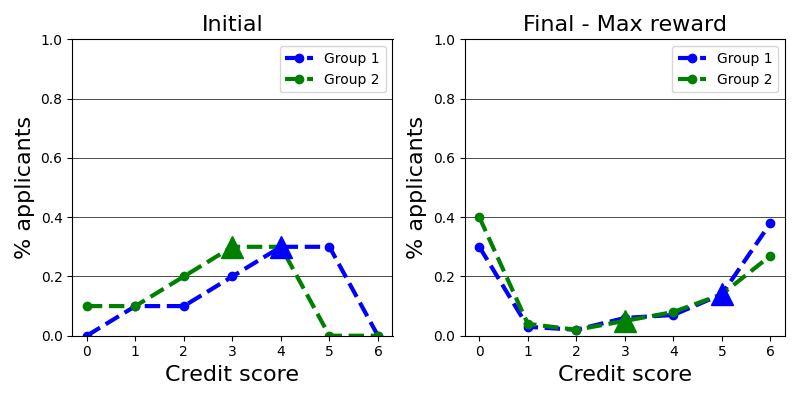 Initial
Final - Max reward
1.0
0.8
0.6
0.4
0.2
0.0
% applicants
Group 1
Group 2
0 1 2 3 4 5 6
Credit score
1.0
0.8
0.6
0.4
0.2
0.0
% applicants
Group 1
Group 2
0 1 2 3 4 5 6
Credit score